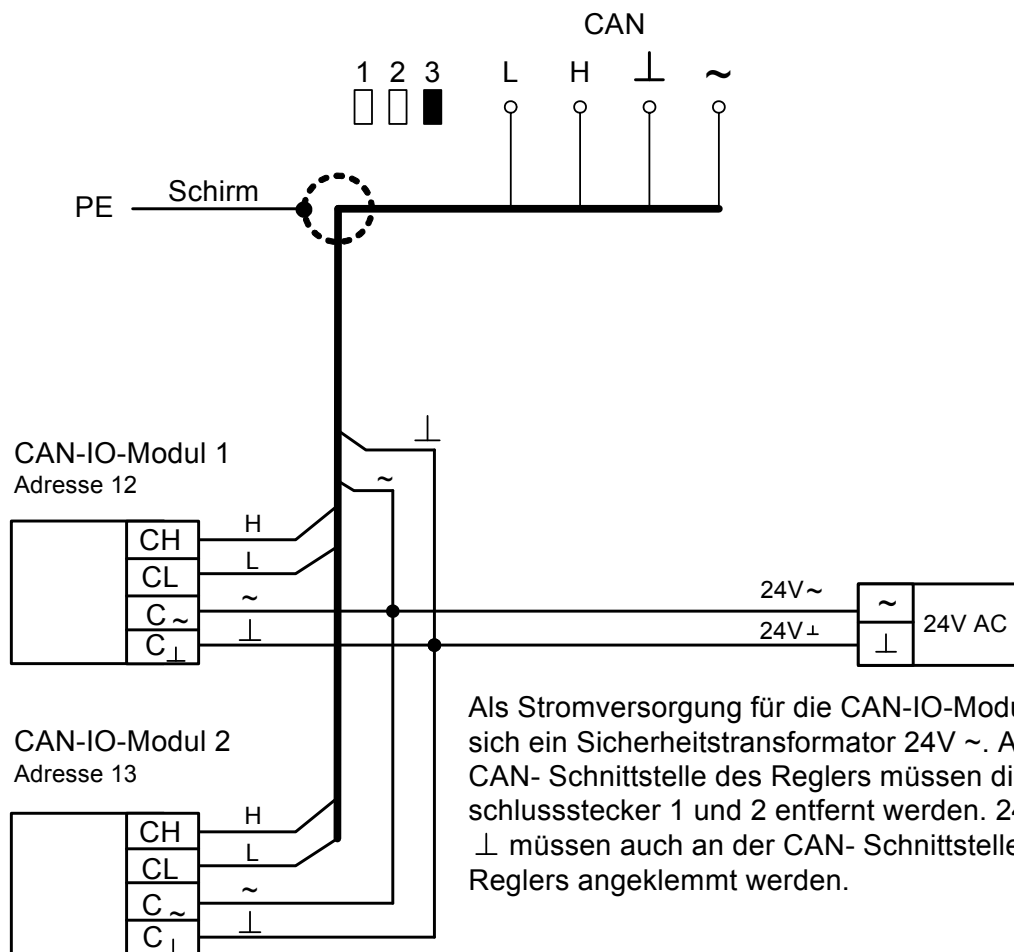 CAN
1 2 3 L H ⊥ ~
PE Schirm
⊥
~
CAN-IO-Modul 1
Adresse 12
CH H
CL L
C~ ~ 24V~ ~
C⊥ ⊥ 24V⊥ ⊥
24V AC
Als Stromversorgung für die CAN-IO-Modu
sich ein Sicherheitstransformator 24V ~. A
CAN- Schnittstelle des Reglers müssen di
schlussstecker 1 und 2 entfernt werden. 24
⊥ müssen auch an der CAN- Schnittstelle
Reglers angeklemmt werden.
CAN-IO-Modul 2
Adresse 13
CH H
CL L
C~ ~
C⊥ ⊥